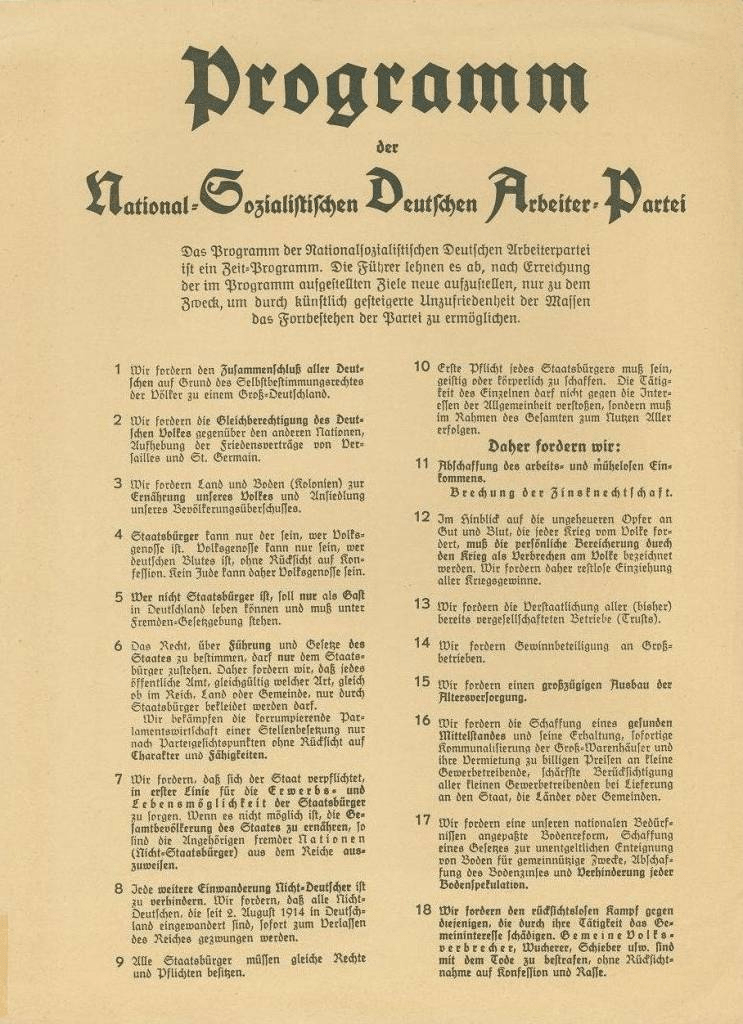 Programm
der
National-Sozialistischen Deutschen Arbeiter-Partei
Das Programm der Nationalsozialistischen Deutschen Arbeiterpartei
ist ein Zeit-Programm. Die Führer lehnen es ab, nach Erreichung
der im Programm aufgestellten Ziele neue aufzustellen, nur zu dem
Zweck, um durch künstlich gesteigerte Unzufriedenheit der Massen
das Fortbestehen der Partei zu ermöglichen.
1 Wir fordern den Zusammenschluß aller Deut-
schen auf Grund des Selbstbestimmungsrechtes
der Völker zu einem Groß-Deutschland.
2 Wir fordern die Gleichberechtigung des Deut-
schen Volkes gegenüber den anderen Nationen,
Aufhebung der Friedensverträge von Ver-
sailles und St. Germain.
3 Wir fordern Land und Boden (Kolonien) zur
Ernährung unseres Volkes und Ansiedlung
unseres Bevölkerungsüberschusses.
4 Staatsbürger kann nur der sein, wer Volks-
genosse ist. Volksgenosse kann nur sein, wer
deutschen Blutes ist, ohne Rücksicht auf Kon-
fession. Kein Jude kann daher Volksgenosse sein.
5 Wer nicht Staatsbürger ist, soll nur als Gast
in Deutschland leben können und muß unter
Fremden-Gesetzgebung stehen.
6 Das Recht, über Führung und Gesetze des
Staates zu bestimmen, darf nur dem Staats-
bürger zustehen. Daher fordern wir, daß jedes
öffentliche Amt, gleichgültig welcher Art, gleich
ob im Reich, Land oder Gemeinde, nur durch
Staatsbürger bekleidet werden darf.
Wir bekämpfen die korrumpierende Par-
lamentswirtschaft einer Stellenbesetzung nur
nach Parteigesichtspunkten ohne Rücksicht auf
Charakter und Fähigkeiten.
7 Wir fordern, daß sich der Staat verpflichtet,
in erster Linie für die Erwerbs- und
Lebensmöglichkeit der Staatsbürger
zu sorgen. Wenn es nicht möglich ist, die Ge-
samtbevölkerung des Staates zu ernähren, so
sind die Angehörigen fremder Nationen
(Nicht-Staatsbürger) aus dem Reiche aus-
zuweisen.
8 Jede weitere Einwanderung Nicht-Deutscher ist
zu verhindern. Wir fordern, daß alle Nicht-
Deutschen, die seit 2. August 1914 in Deutsch-
land eingewandert sind, sofort zum Verlassen
des Reiches gezwungen werden.
9 Alle Staatsbürger müssen gleiche Rechte
und Pflichten besitzen.
10 Erste Pflicht jedes Staatsbürgers muß sein,
geistig oder körperlich zu schaffen. Die Tätig-
keit des Einzelnen darf nicht gegen die Inter-
essen der Allgemeinheit verstoßen, sondern muß
im Rahmen des Gesamten zum Nutzen Aller
erfolgen.
Daher fordern wir:
11 Abschaffung des arbeits- und mühelosen Ein-
kommens.
Brechung der Zinsknechtschaft.
12 Im Hinblick auf die ungeheueren Opfer an
Gut und Blut, die jeder Krieg vom Volke for-
dert, muß die persönliche Bereicherung durch
den Krieg als Verbrechen am Volke bezeichnet
werden. Wir fordern daher restlose Einziehung
aller Kriegsgewinne.
13 Wir fordern die Verstaatlichung aller (bisher)
bereits vergesellschafteten Betriebe (Trusts).
14 Wir fordern Gewinnbeteiligung an Groß-
betrieben.
15 Wir fordern einen großzügigen Ausbau der
Altersversorgung.
16 Wir fordern die Schaffung eines gesunden
Mittelstandes und seine Erhaltung, sofortige
Kommunalisierung der Groß-Warenhäuser und
ihre Vermietung zu billigen Preisen an kleine
Gewerbetreibende, schärfste Berücksichtigung
aller kleinen Gewerbetreibenden bei Lieferung
an den Staat, die Länder oder Gemeinden.
17 Wir fordern eine unseren nationalen Bedürf-
nissen angepaßte Bodenreform, Schaffung
eines Gesetzes zur unentgeltlichen Enteignung
von Boden für gemeinnützige Zwecke, Abschaf-
fung des Bodenzinses und Verhinderung jeder
Bodenspekulation.
18 Wir fordern den rücksichtslosen Kampf gegen
diejenigen, die durch ihre Tätigkeit das Ge-
meininteresse schädigen. Gemeine Volks-
verbrecher, Wucherer, Schieber usw. sind
mit dem Tode zu bestrafen, ohne Rücksicht-
nahme auf Konfession und Rasse.